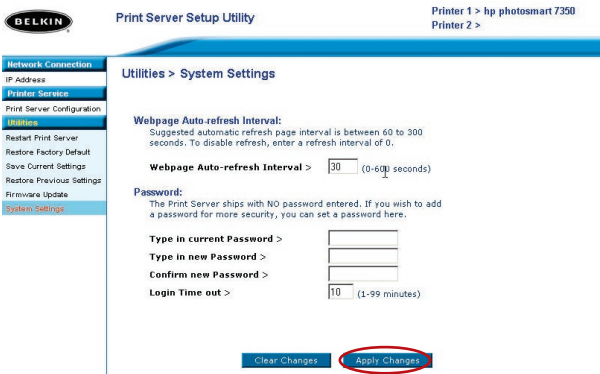 BELKIN
Print Server Setup Utility
Printer 1 > hp photosmart 7350
Printer 2 >
Network Connection
IP Address
Printer Service
Print Server Configuration
Utilities
Restart Print Server
Restore Factory Default
Save Current Settings
Restore Previous Settings
Firmware Update
System Settings
Utilities > System Settings
Webpage Auto-refresh Interval:
Suggested automatic refresh page interval is between 60 to 300
seconds. To disable refresh, enter a refresh interval of 0.
Webpage Auto-refresh Interval > 30 (0-600 seconds)
Password:
The Print Server ships with NO password entered. If you wish to add
a password for more security, you can set a password here.
Type in current Password >
Type in new Password >
Confirm new Password >
Login Time out > 10 (1-99 minutes)
Clear Changes Apply Changes